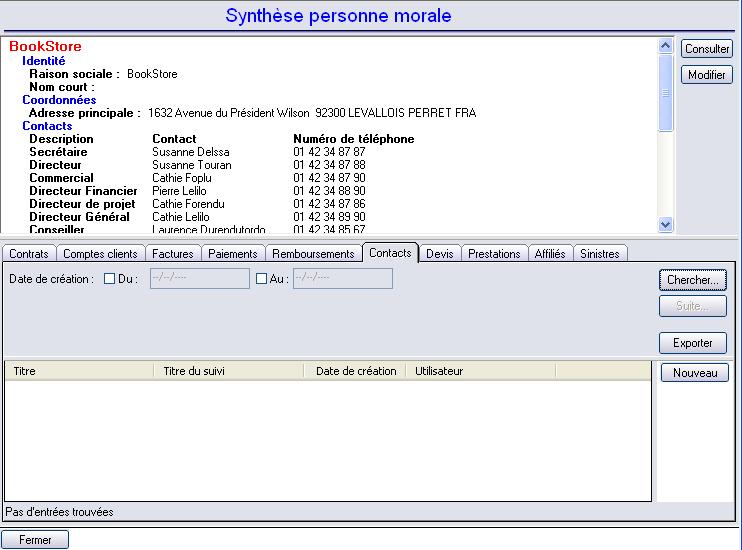 Synthèse personne morale
BookStore
Consulter
Identité
Raison sociale : BookStore
Modifier
Nom court :
Coordonnées
Adresse principale : 1632 Avenue du Président Wilson 92300 LEVALLOIS PERRET FRA
Contacts
Description Contact Numéro de téléphone
Secrétaire Susanne Delssa 01 42 34 87 87
Directeur Susanne Touran 01 42 34 87 88
Commercial Cathie Foplu 01 42 34 87 90
Directeur Financier Pierre Lelilo 01 42 34 88 90
Directeur de projet Cathie Forendu 01 42 34 87 86
Directeur Général Cathie Lelilo 01 42 34 89 90
Conseiller Laurence Durendutordo 01 42 34 85 67
Contrats Comptes clients Factures Paiements Remboursements Contacts Devis Prestations Affiliés Sinistres
Date de création : Du : --/--/---- Au : --/--/---- Chercher...
Suite...
Exporter
Titre Titre du suivi Date de création Utilisateur Nouveau
Pas d'entrées trouvées
Fermer